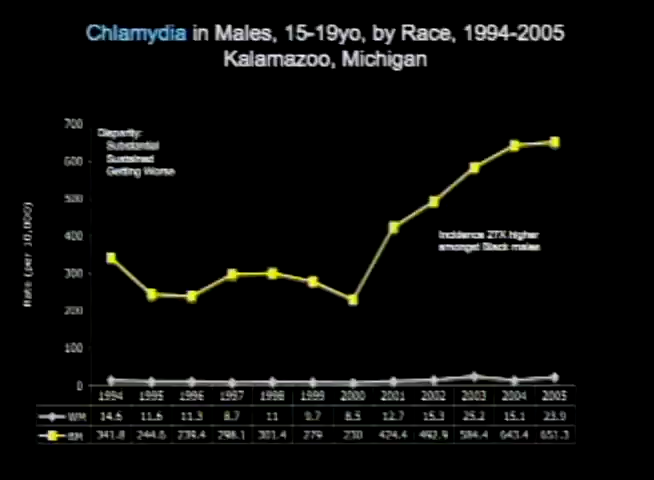 Chlamydia in Males, 15-19yo, by Race, 1994-2005
Kalamazoo, Michigan
Disparity:
Substantial
Sustained
Getting Worse
700
600
500
400
300
200
100
0
Rate (per 10,000)
Incidence 27X higher
amongst Black males
1994 1995 1996 1997 1998 1999 2000 2001 2002 2003 2004 2005
WM 14.6 11.6 11.3 8.7 11 9.7 8.5 12.7 15.3 25.2 15.1 23.9
BM 341.8 244.6 239.4 298.1 301.4 279 230 424.4 492.9 584.4 643.4 651.3